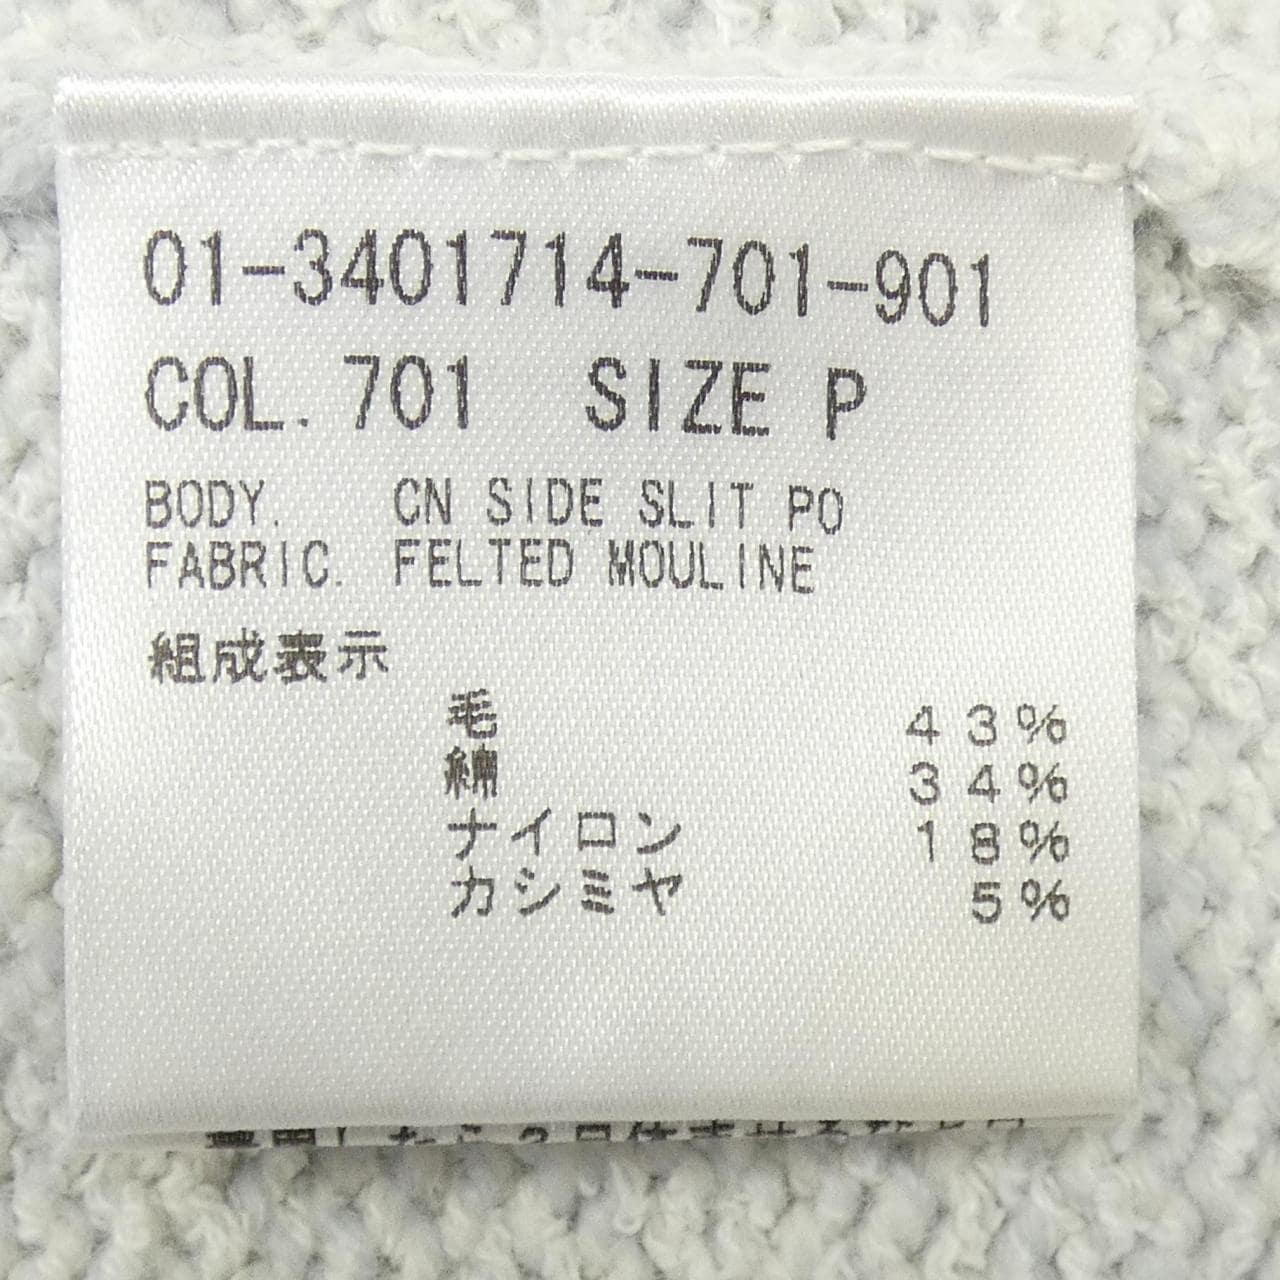 01-3401714-701-901
COL. 701 SIZE P
BODY. CN SIDE SLIT PO
FABRIC. FELTED MOULINE
組成表示
毛 43%
綿 34%
ナイロン 18%
カシミヤ 5%